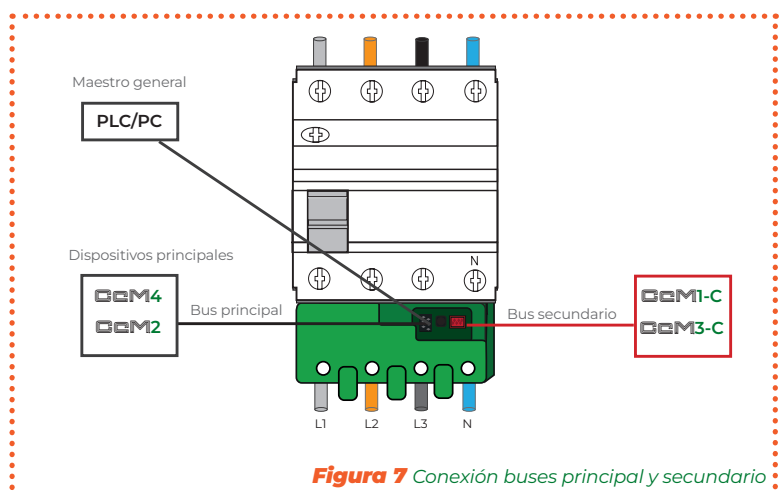 Maestro general
PLC/PC
Dispositivos principales
CcM4
CcM2
Bus principal
N
Bus secundario
CcM1-C
CcM3-C
L1 L2 L3 N
Figura 7 Conexión buses principal y secundario